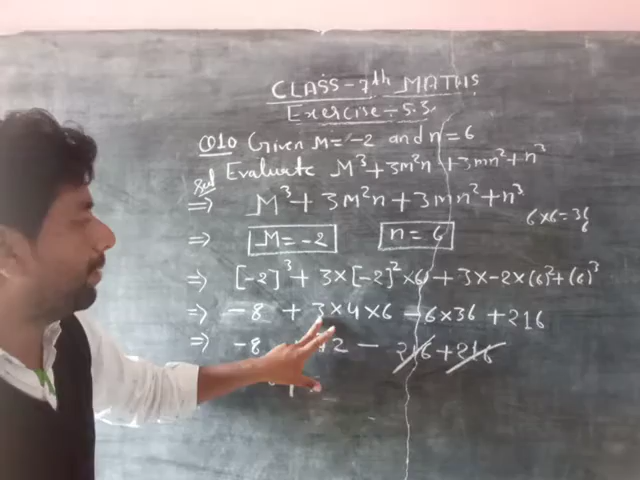 CLASS-7th MATHS
Exercise-5.3.
Q10 Given M=-2 and n=6
Sol Evaluate M³+3m²n+3mn²+n³
⇒ M³+3m²n+3mn²+n³
6×6=36
⇒ M=-2 n=6
⇒ [-2]³+3×[-2]²×6+3×-2×(6)²+(6)³
⇒ -8+3×4×6-6×36+216
⇒ -8 72-216+216